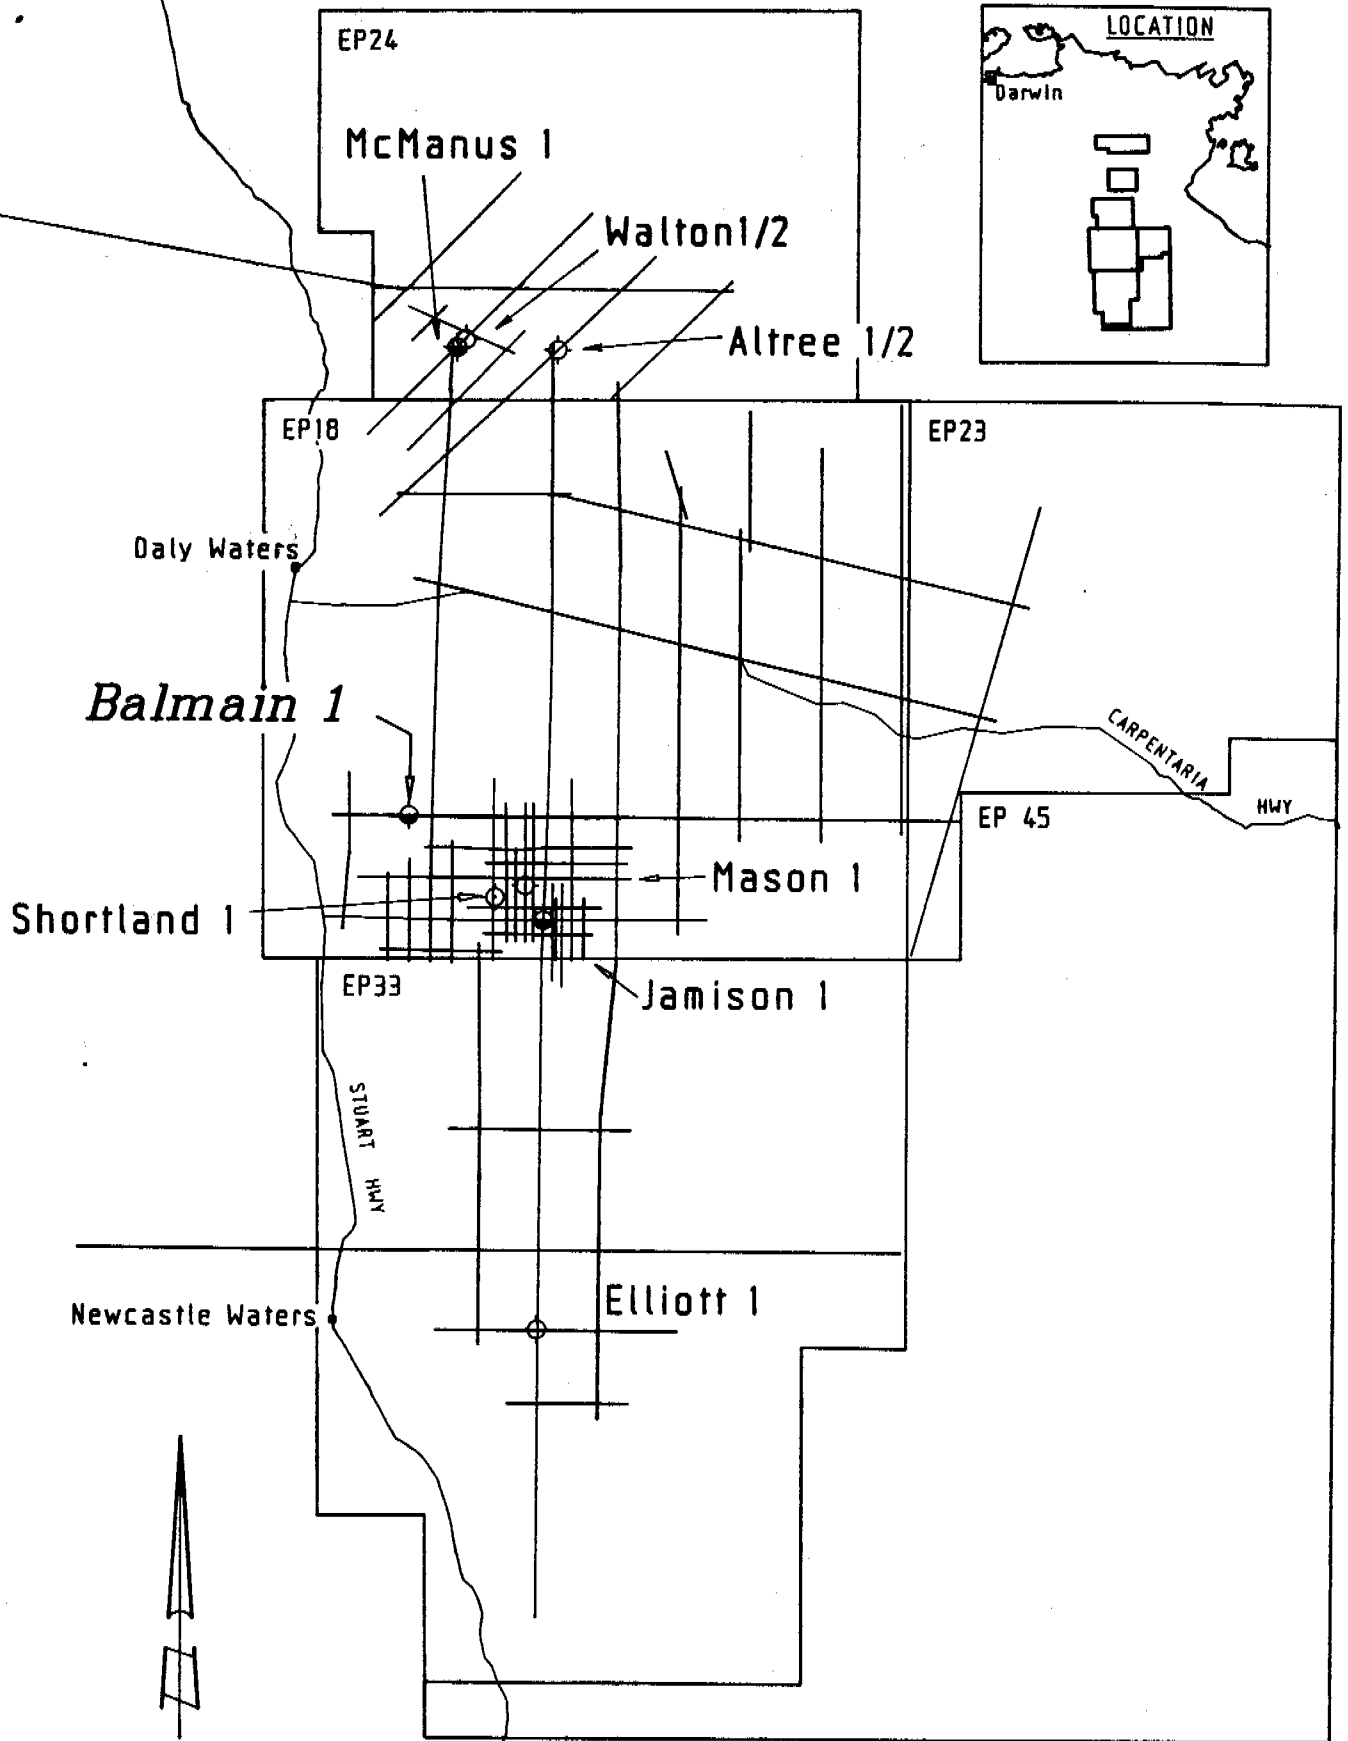 EP24
LOCATION
Darwin
McManus 1
Walton1/2
Altree 1/2
EP18
EP23
Daly Waters
Balmain 1
CARPENTARIA
HWY
EP 45
Mason 1
Shortland 1
EP33
Jamison 1
STUART HWY
Elliott 1
Newcastle Waters